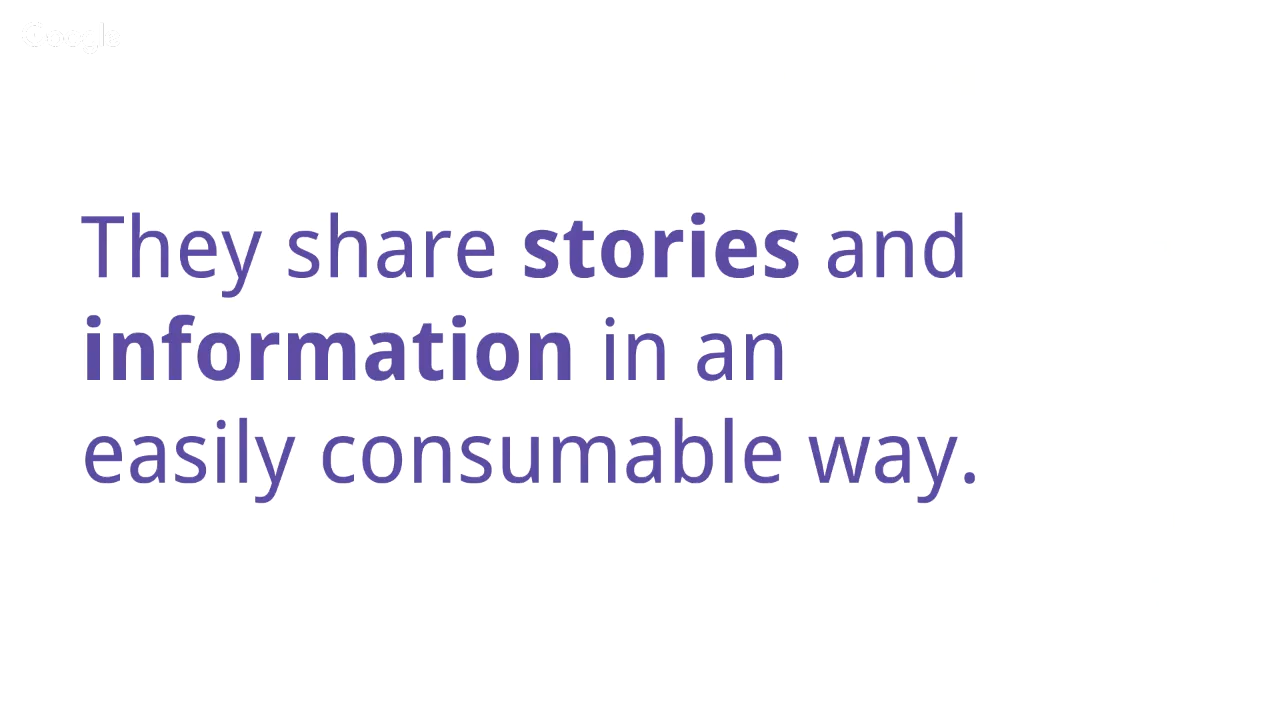 Google
They share stories and
information in an
easily consumable way.